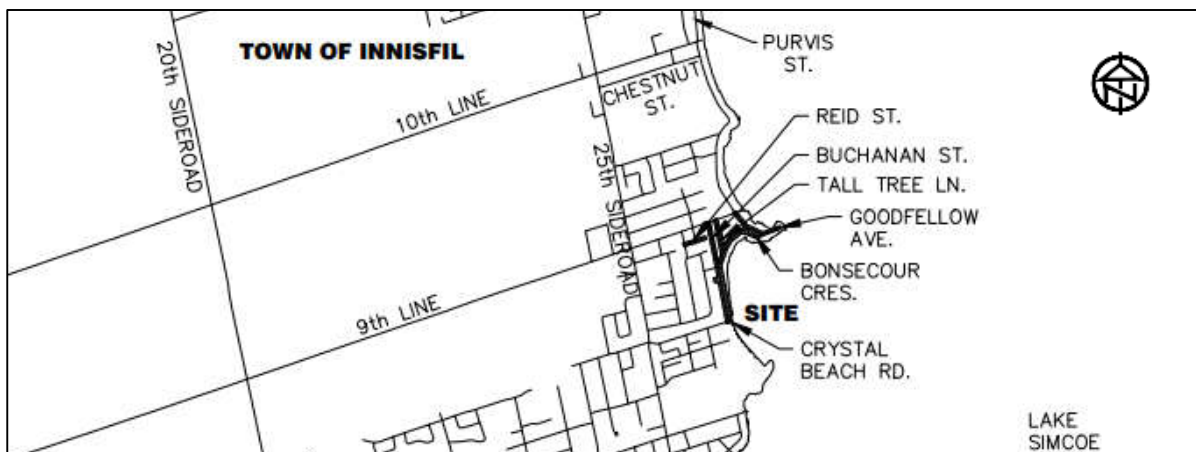 PURVIS
ST.
TOWN OF INNISFIL
20th SIDEROAD
10th LINE
CHESTNUT
ST.
N
REID ST.
25th SIDEROAD
BUCHANAN ST.
TALL TREE LN.
GOODFELLOW
AVE.
BONSECOUR
CRES.
9th LINE
SITE
CRYSTAL
BEACH RD.
LAKE
SIMCOE